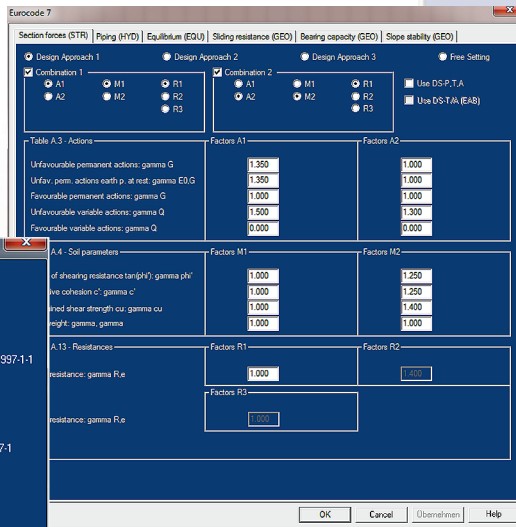 Eurocode 7
Section forces (STR) Piping (HYD) Equilibrium (EQU) Sliding resistance (GEO) Bearing capacity (GEO) Slope stability (GEO)
Design Approach 1 Design Approach 2 Design Approach 3 Free Setting
Combination 1 Combination 2
A1 M1 R1 A1 M1 R1 Use DS-P,T,A
A2 M2 R2 A2 M2 R2 Use DS-T/A (EAB)
R3 R3
Table A.3 - Actions Factors A1 Factors A2
Unfavourable permanent actions: gamma G 1.350 1.000
Unfav. perm. actions earth p. at rest: gamma E0,G 1.350 1.000
Favourable permanent actions: gamma G 1.000 1.000
Unfavourable variable actions: gamma Q 1.500 1.300
Favourable variable actions: gamma Q 0.000 0.000
X
A.4 - Soil parameters Factors M1 Factors M2
of shearing resistance tan(phi'): gamma phi' 1.000 1.250
ive cohesion c': gamma c' 1.000 1.250
ined shear strength cu: gamma cu 1.000 1.400
eight: gamma, gamma 1.000 1.000
997-1-1
A.13 - Resistances Factors R1 Factors R2
resistance: gamma R,e 1.000 1.400
Factors R3
resistance: gamma R,e 1.000
7-1
OK Cancel Übernehmen Help